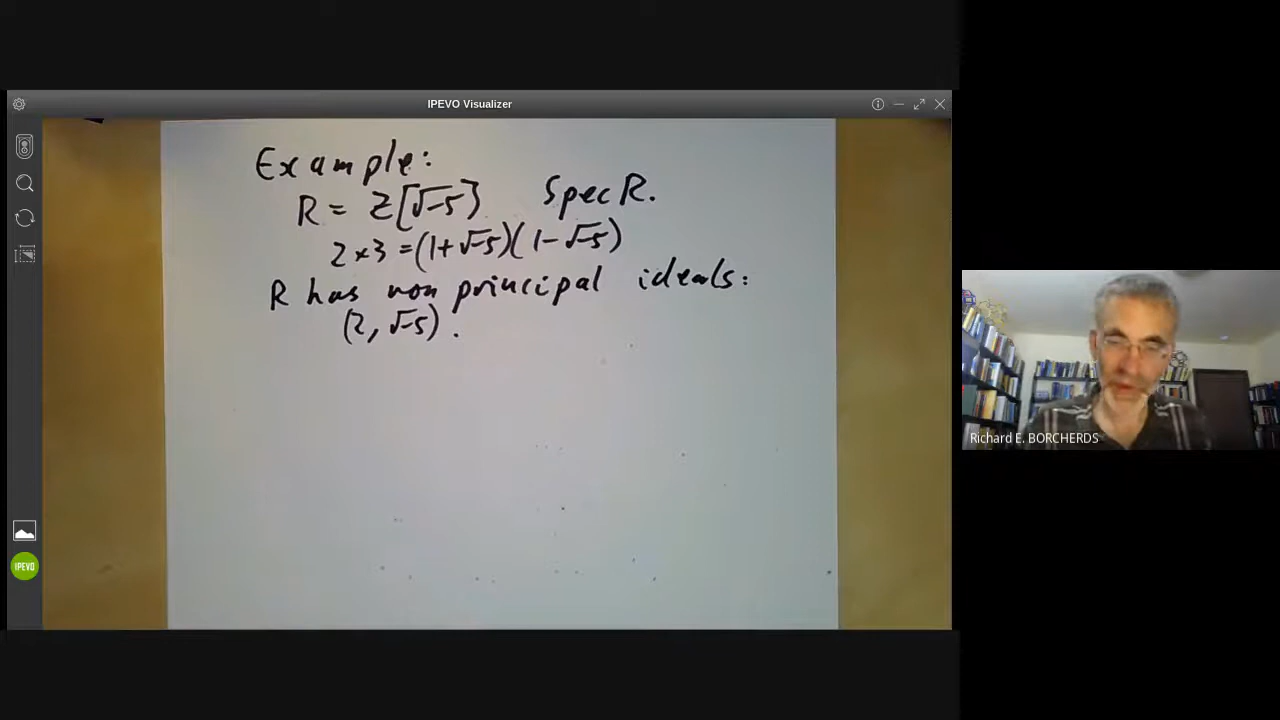 IPEVO Visualizer
Example:
R = Z[√-5] Spec R.
2×3 = (1+√-5)(1-√-5)
R has non principal ideals:
(2, √-5).
Richard E. BORCHERDS
IPEVO